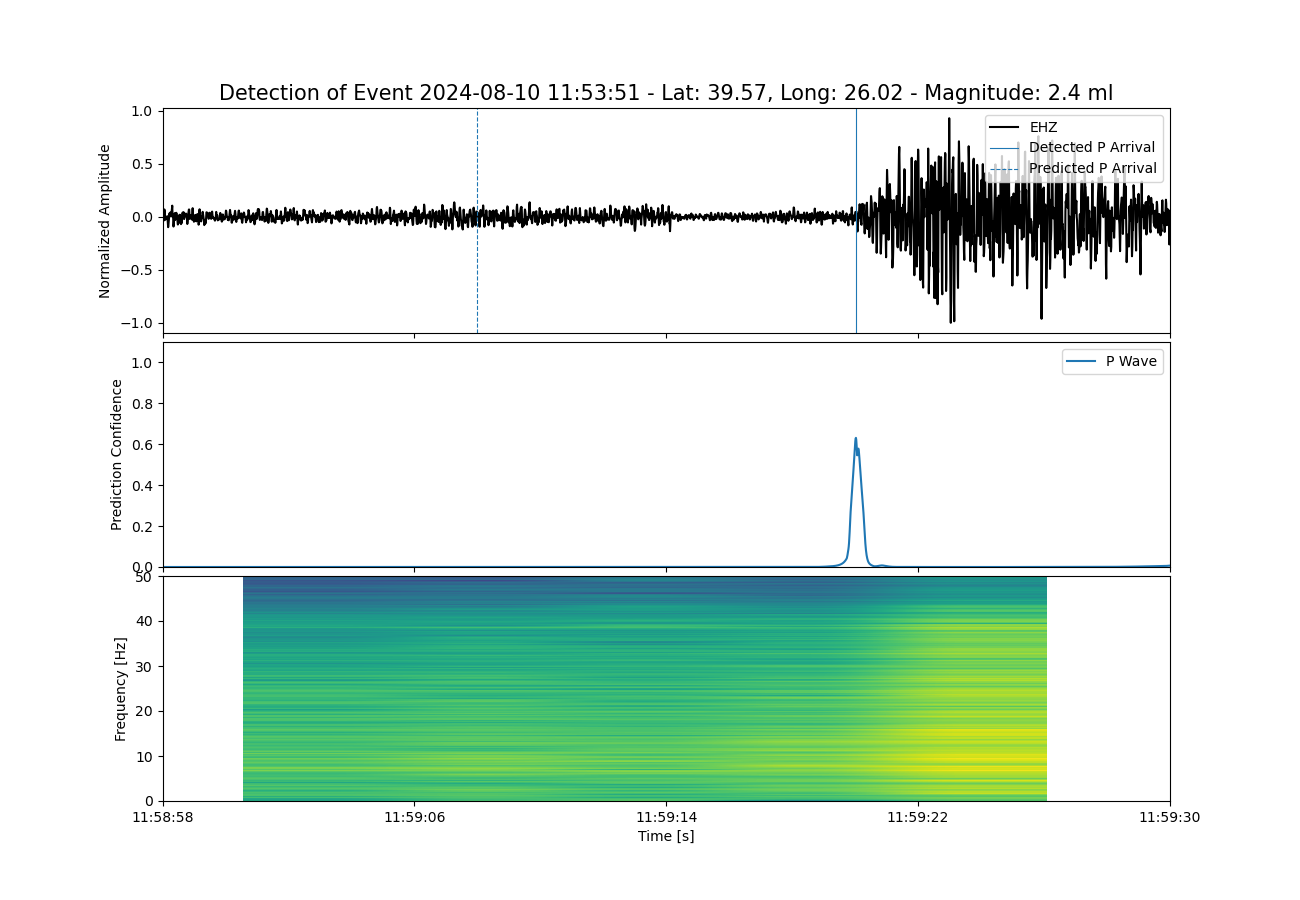 Detection of Event 2024-08-10 11:53:51 - Lat: 39.57, Long: 26.02 - Magnitude: 2.4 ml
Normalized Amplitude
1.0
0.5
0.0
−0.5
−1.0
EHZ
Detected P Arrival
Predicted P Arrival
Prediction Confidence
1.0
0.8
0.6
0.4
0.2
0.0
P Wave
Frequency [Hz]
50
40
30
20
10
0
11:58:58
11:59:06
11:59:14
11:59:22
11:59:30
Time [s]